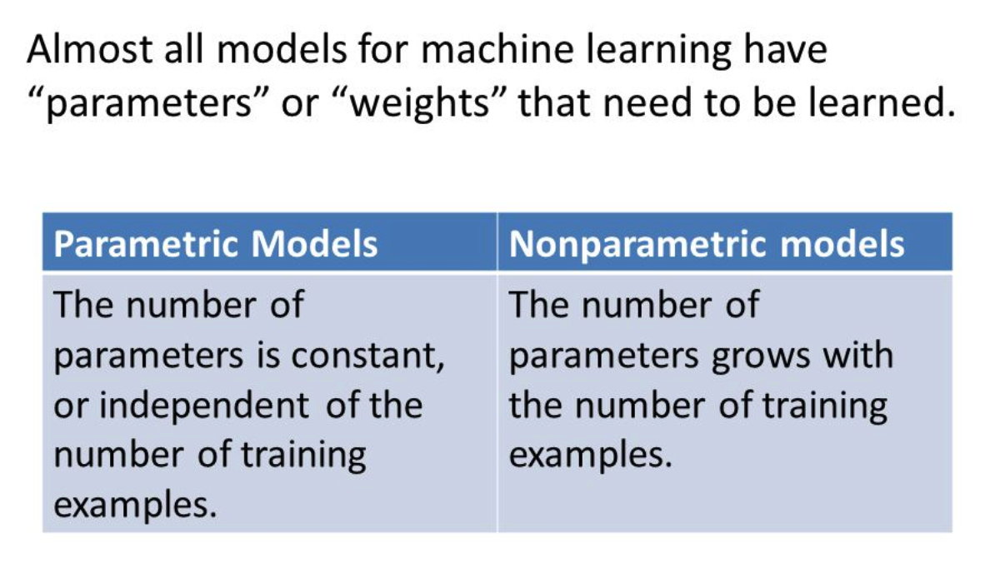 Almost all models for machine learning have
“parameters” or “weights” that need to be learned.
Parametric Models
Nonparametric models
The number of
parameters is constant,
or independent of the
number of training
examples.
The number of
parameters grows with
the number of training
examples.